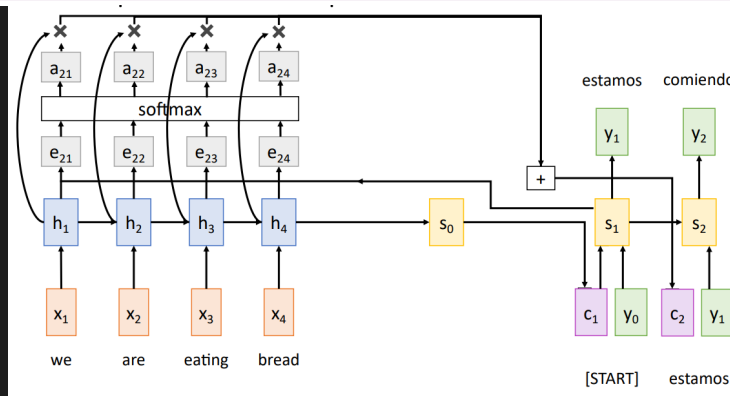 a21 a22 a23 a24
estamos comiendo
softmax
y1 y2
e21 e22 e23 e24
+
h1 h2 h3 h4 s0 s1 s2
x1 x2 x3 x4 c1 y0 c2 y1
we are eating bread
[START] estamos